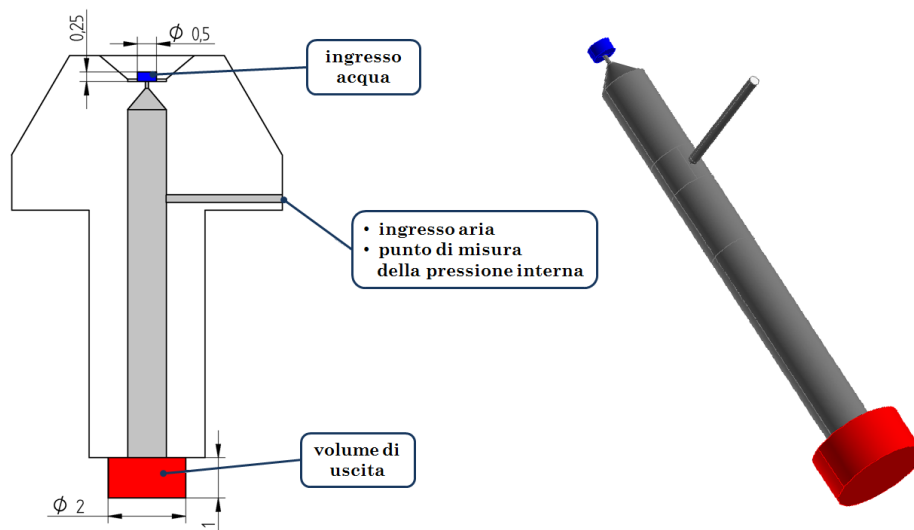 0,25
ϕ 0,5
ingresso
acqua
• ingresso aria
• punto di misura
della pressione interna
volume di
uscita
ϕ 2
1